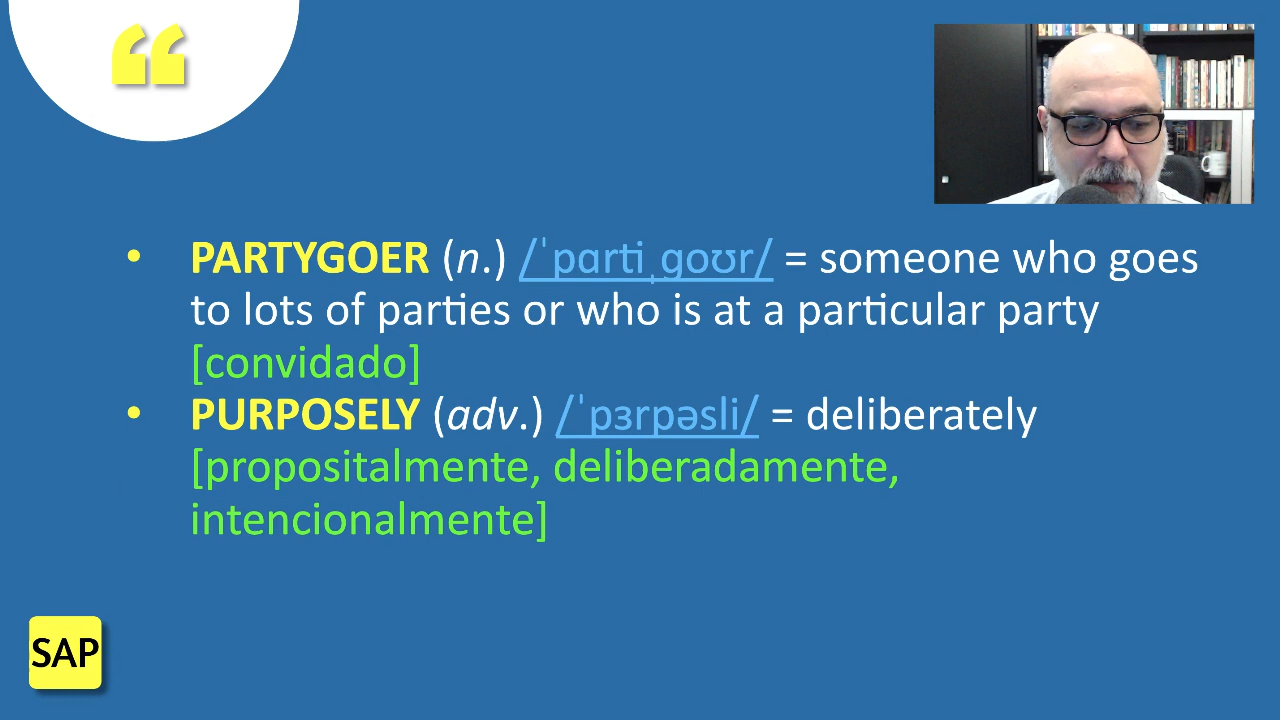 “
• PARTYGOER (n.) /ˈpɑrtiˌɡoʊr/ = someone who goes
to lots of parties or who is at a particular party
[convidado]
• PURPOSELY (adv.) /ˈpɜrpəsli/ = deliberately
[propositalmente, deliberadamente,
intencionalmente]
SAP